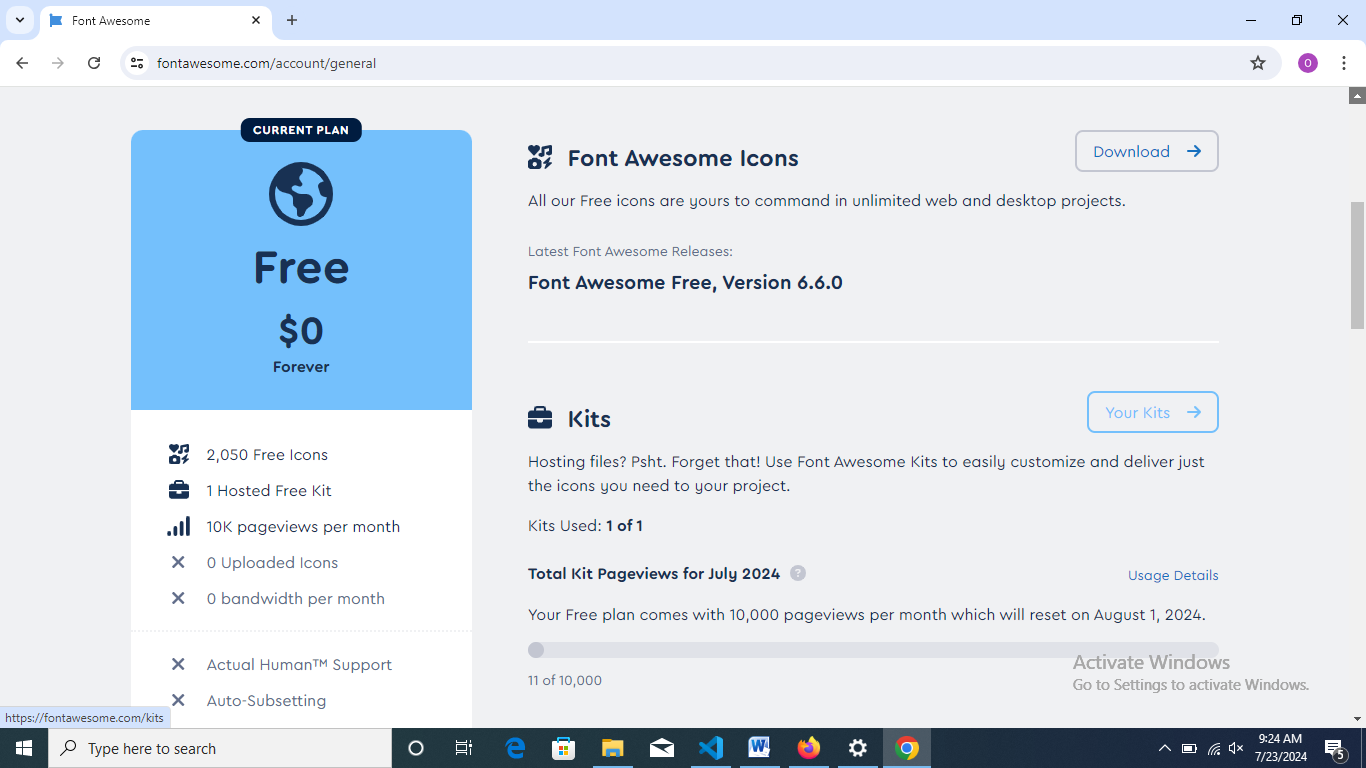 Font Awesome
fontawesome.com/account/general
O
CURRENT PLAN
Free
$0
Forever
2,050 Free Icons
1 Hosted Free Kit
10K pageviews per month
0 Uploaded Icons
0 bandwidth per month
Actual Human™ Support
Auto-Subsetting
Font Awesome Icons
Download
All our Free icons are yours to command in unlimited web and desktop projects.
Latest Font Awesome Releases:
Font Awesome Free, Version 6.6.0
Kits
Your Kits
Hosting files? Psht. Forget that! Use Font Awesome Kits to easily customize and deliver just
the icons you need to your project.
Kits Used: 1 of 1
Total Kit Pageviews for July 2024 ?
Usage Details
Your Free plan comes with 10,000 pageviews per month which will reset on August 1, 2024.
11 of 10,000
Activate Windows
Go to Settings to activate Windows.
https://fontawesome.com/kits
Type here to search
9:24 AM
7/23/2024
5